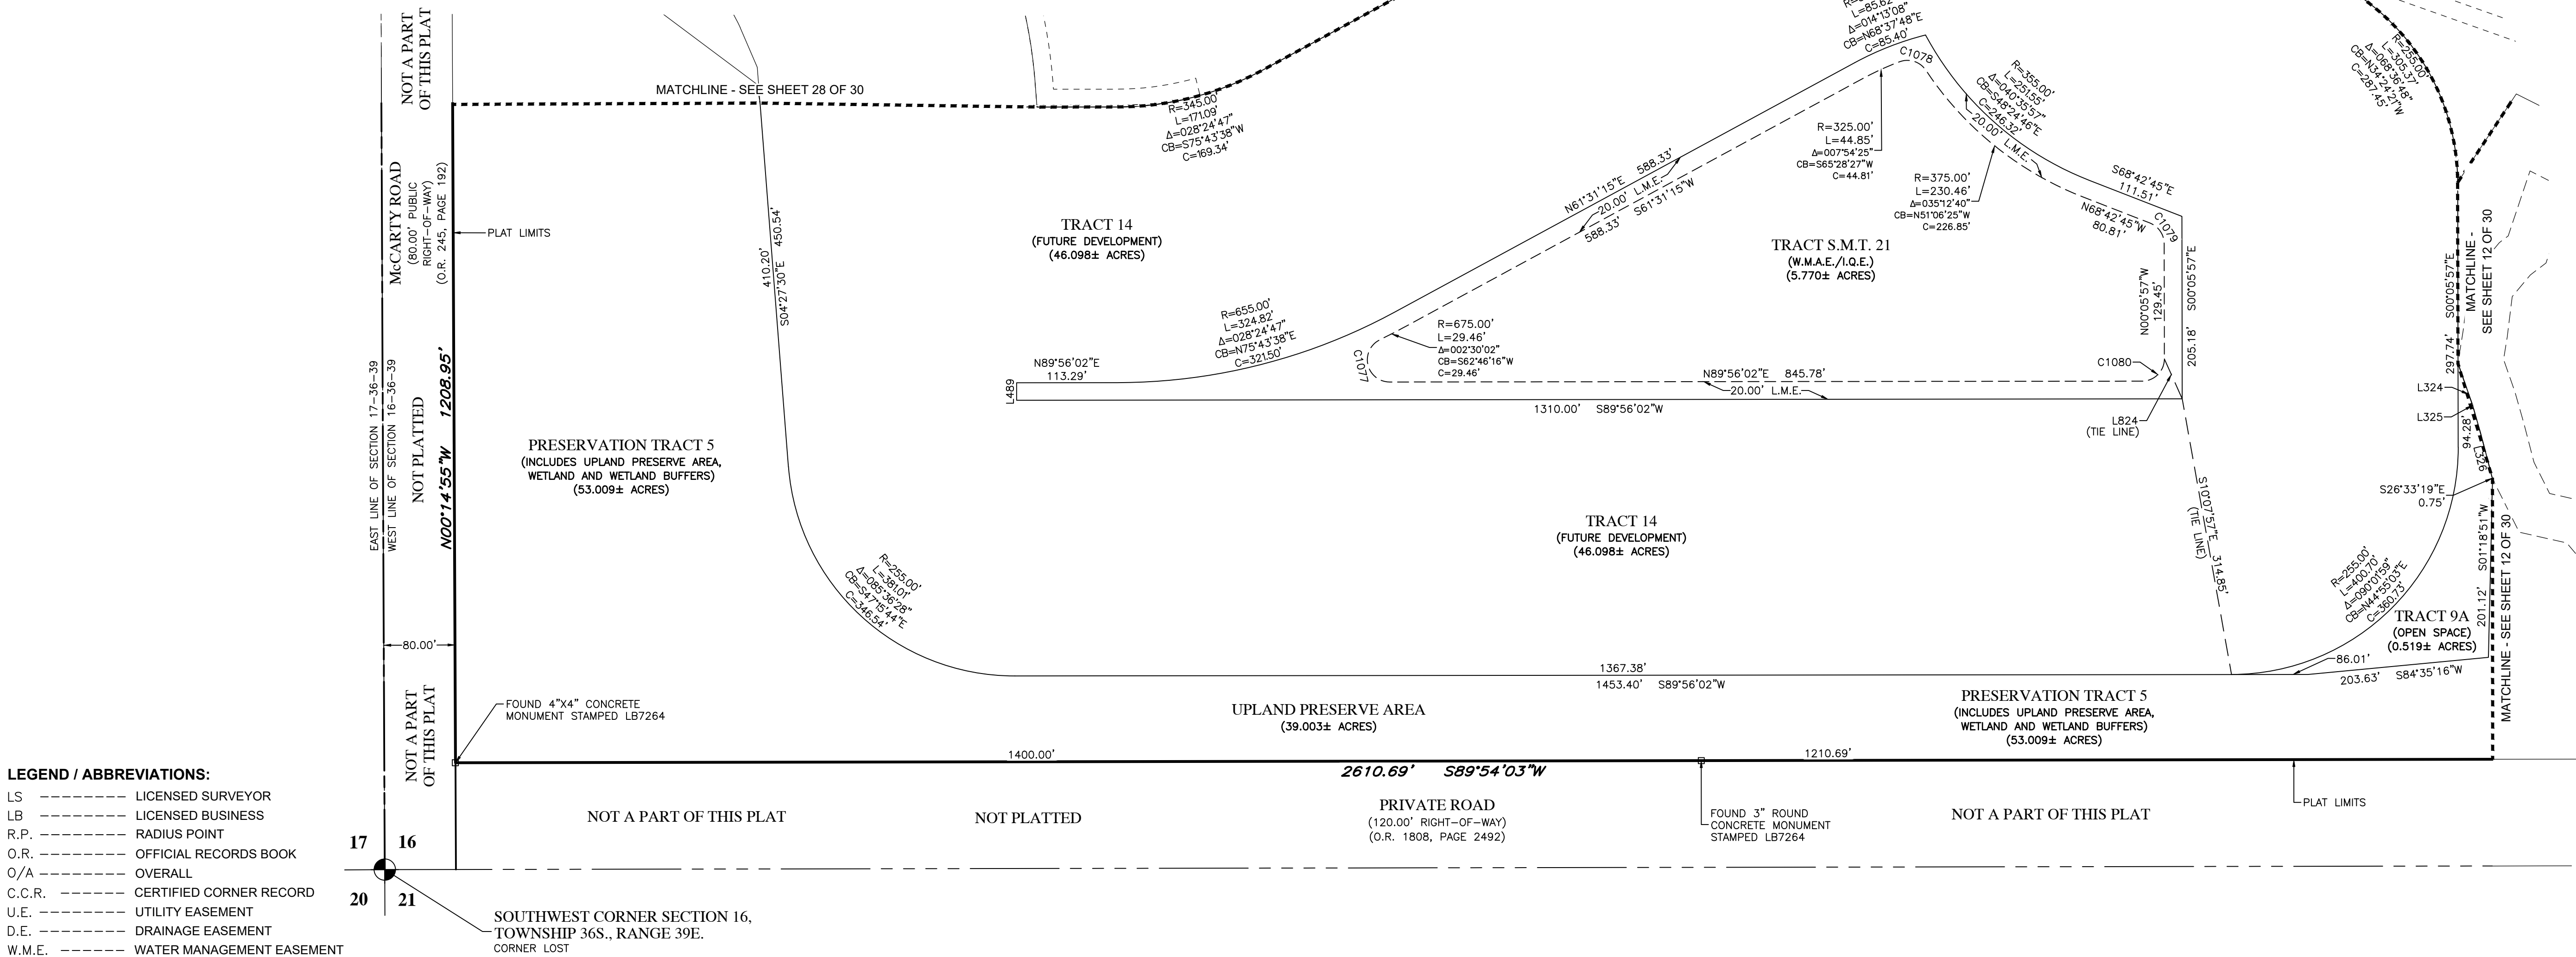 NOT A PART
OF THIS PLAT
McCARTY ROAD
(80.00' PUBLIC
RIGHT-OF-WAY)
(O.R. 245, PAGE 192)
EAST LINE OF SECTION 17-36-39
WEST LINE OF SECTION 16-36-39
NOT PLATTED
N00°14'55"W 1208.95'
PLAT LIMITS
80.00'
NOT A PART
OF THIS PLAT
FOUND 4"X4" CONCRETE
MONUMENT STAMPED LB7264
MATCHLINE - SEE SHEET 28 OF 30
410.20'
S04°27'30"E 450.54'
PRESERVATION TRACT 5
(INCLUDES UPLAND PRESERVE AREA,
WETLAND AND WETLAND BUFFERS)
(53.009± ACRES)
R=255.00'
L=381.01'
Δ=085°36'28"
CB=S47°15'44"E
C=346.54'
R=345.00'
L=171.09'
Δ=028°24'47"
CB=S75°43'38"W
C=169.34'
TRACT 14
(FUTURE DEVELOPMENT)
(46.098± ACRES)
L489
N89°56'02"E
113.29'
R=655.00'
L=324.82'
Δ=028°24'47"
CB=N75°43'38"E
C=321.50'
N61°31'15"E 588.33'
20.00' L.M.E.
S61°31'15"W
588.33'
L=85.62'
Δ=014°13'08"
CB=N68°37'48"E
C=85.40'
C1078
R=325.00'
L=44.85'
Δ=007°54'25"
CB=S65°28'27"W
C=44.81'
R=355.00'
L=251.55'
Δ=040°35'57"
CB=S48°24'46"E
C=246.32'
20.00' L.M.E.
R=375.00'
L=230.46'
Δ=035°12'40"
CB=N51°06'25"W
C=226.85'
S68°42'45"E
111.51'
N68°42'45"W
80.81'
C1079
TRACT S.M.T. 21
(W.M.A.E./I.Q.E.)
(5.770± ACRES)
N00°05'57"W
129.45'
205.18' S00°05'57"E
R=675.00'
L=29.46'
Δ=002°30'02"
CB=S62°46'16"W
C=29.46'
C1077
N89°56'02"E 845.78'
20.00' L.M.E.
C1080
1310.00' S89°56'02"W
L824
(TIE LINE)
R=255.00'
L=305.37'
Δ=068°36'48"
CB=N34°24'21"W
C=287.45'
297.74' S00°05'57"E
MATCHLINE -
SEE SHEET 12 OF 30
L324
L325
94.28'
L326
S26°33'19"E
0.75'
S10°07'57"E 314.85'
(TIE LINE)
TRACT 14
(FUTURE DEVELOPMENT)
(46.098± ACRES)
R=255.00'
L=400.70'
Δ=090°01'59"
CB=N44°55'03"E
C=360.73'
201.12' S01°18'51"W
MATCHLINE - SEE SHEET 12 OF 30
TRACT 9A
(OPEN SPACE)
(0.519± ACRES)
86.01'
203.63' S84°35'16"W
1367.38'
1453.40' S89°56'02"W
UPLAND PRESERVE AREA
(39.003± ACRES)
PRESERVATION TRACT 5
(INCLUDES UPLAND PRESERVE AREA,
WETLAND AND WETLAND BUFFERS)
(53.009± ACRES)
1400.00'
1210.69'
2610.69' S89°54'03"W
NOT A PART OF THIS PLAT
NOT PLATTED
PRIVATE ROAD
(120.00' RIGHT-OF-WAY)
(O.R. 1808, PAGE 2492)
FOUND 3" ROUND
CONCRETE MONUMENT
STAMPED LB7264
NOT A PART OF THIS PLAT
PLAT LIMITS
LEGEND / ABBREVIATIONS:
LS -------- LICENSED SURVEYOR
LB -------- LICENSED BUSINESS
R.P. -------- RADIUS POINT
O.R. -------- OFFICIAL RECORDS BOOK
O/A -------- OVERALL
C.C.R. ------ CERTIFIED CORNER RECORD
U.E. -------- UTILITY EASEMENT
D.E. -------- DRAINAGE EASEMENT
W.M.E. ------ WATER MANAGEMENT EASEMENT
17 16
20 21
SOUTHWEST CORNER SECTION 16,
TOWNSHIP 36S., RANGE 39E.
CORNER LOST